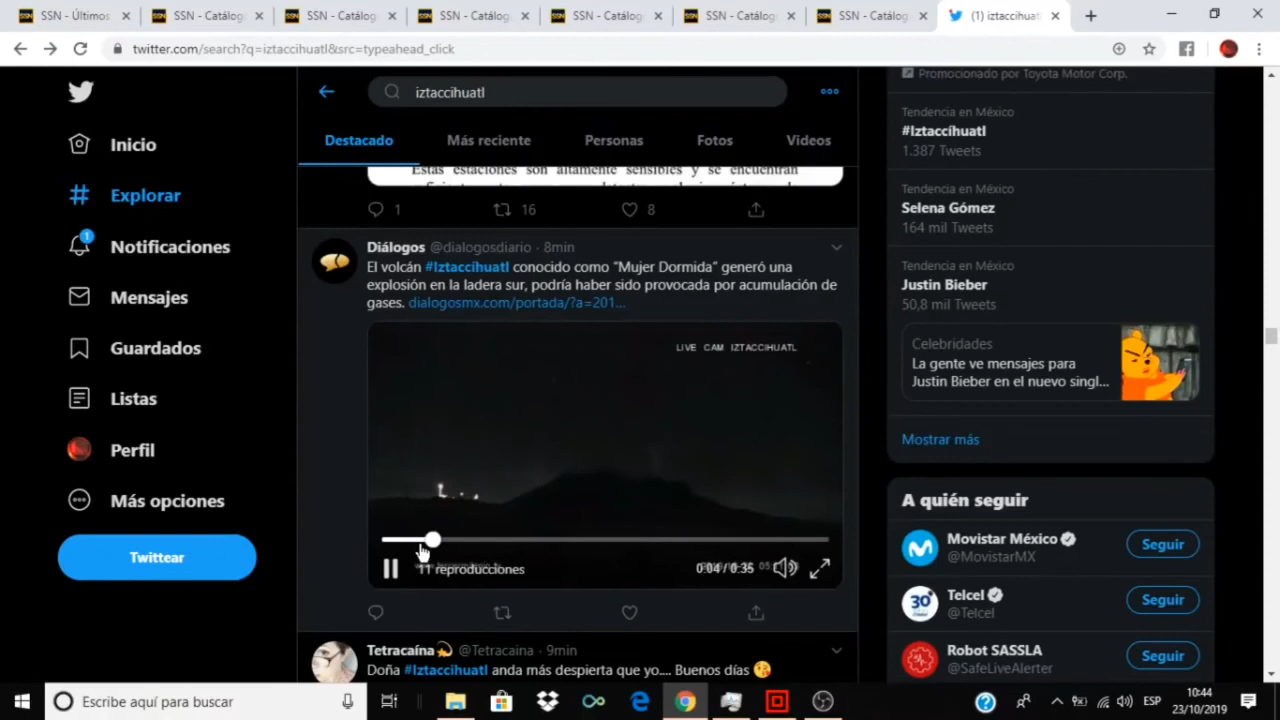 SSN - Últimos
SSN - Catálog
SSN - Catálog
SSN - Catálog
SSN - Catálog
SSN - Catálog
SSN - Catálog
(1) iztaccihuatl
twitter.com/search?q=iztaccihuatl&src=typeahead_click
Inicio
Explorar
1
Notificaciones
Mensajes
Guardados
Listas
Perfil
Más opciones
Twittear
iztaccihuatl
Destacado Más reciente Personas Fotos Videos
Estas estaciones son altamente sensibles y se encuentran
1 16 8
Diálogos @dialogosdiario · 8min
El volcán #Iztaccíhuatl conocido como "Mujer Dormida" generó una
explosión en la ladera sur, podría haber sido provocada por acumulación de
gases. dialogosmx.com/portada/?a=201...
LIVE CAM IZTACCIHUATL
11 reproducciones 0:04 / 0:35
Tetracaína @Tetracaina · 9min
Doña #Iztaccihuatl anda más despierta que yo.... Buenos días
Promocionado por Toyota Motor Corp.
Tendencia en México
#Iztaccíhuatl
1.387 Tweets
Tendencia en México
Selena Gómez
164 mil Tweets
Tendencia en México
Justin Bieber
50,8 mil Tweets
Celebridades
La gente ve mensajes para
Justin Bieber en el nuevo singl...
Mostrar más
A quién seguir
Movistar México
@MovistarMX
Seguir
30
Telcel
@Telcel
Seguir
Robot SASSLA
@SafeLiveAlerter
Seguir
Escribe aquí para buscar
ESP
10:44
23/10/2019